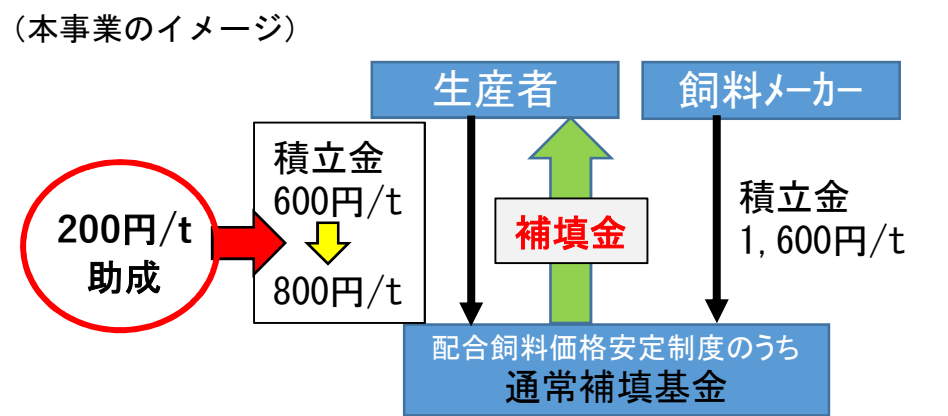 （本事業のイメージ）
生産者
飼料メーカー
積立金
600円/t
800円/t
200円/t
助成
補填金
積立金
1,600円/t
配合飼料価格安定制度のうち
通常補填基金